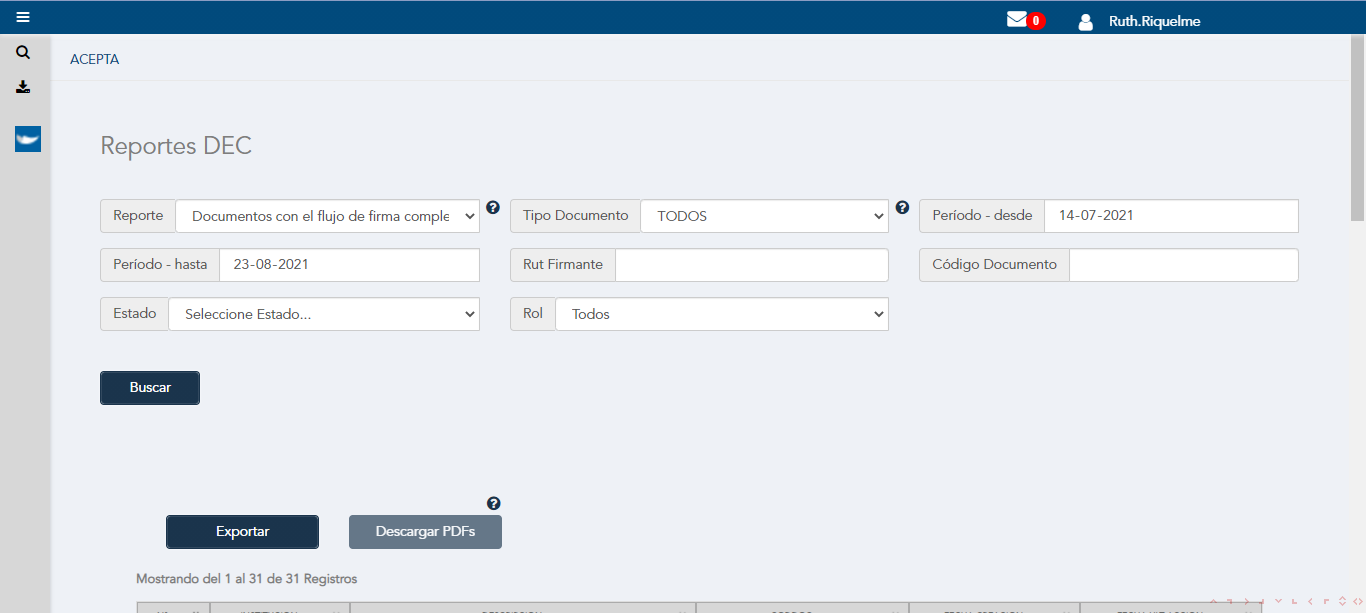 0 Ruth.Riquelme
ACEPTA
Reportes DEC
Reporte Documentos con el flujo de firma comple Tipo Documento TODOS Período - desde 14-07-2021
Período - hasta 23-08-2021 Rut Firmante Código Documento
Estado Seleccione Estado... Rol Todos
Buscar
Exportar Descargar PDFs
Mostrando del 1 al 31 de 31 Registros